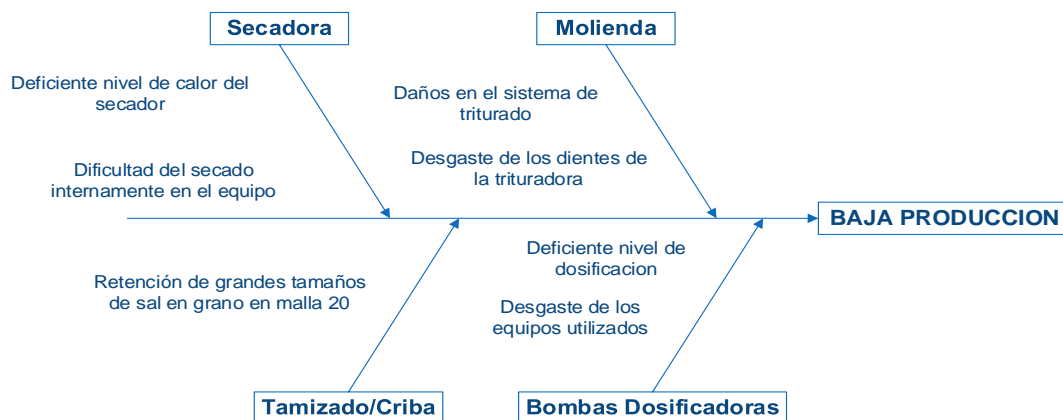 Secadora
Molienda
Deficiente nivel de calor del
secador
Daños en el sistema de
triturado
Dificultad del secado
internamente en el equipo
Desgaste de los dientes de
la trituradora
BAJA PRODUCCION
Retención de grandes tamaños
de sal en grano en malla 20
Deficiente nivel de
dosificacion
Desgaste de los
equipos utilizados
Tamizado/Criba
Bombas Dosificadoras